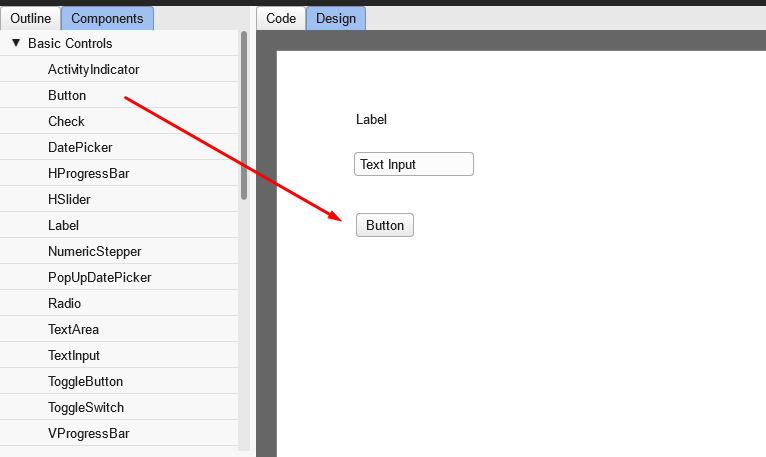 Outline
Components
Code
Design
Basic Controls
ActivityIndicator
Button
Check
DatePicker
HProgressBar
HSlider
Label
NumericStepper
PopUpDatePicker
Radio
TextArea
TextInput
ToggleButton
ToggleSwitch
VProgressBar
Label
Text Input
Button